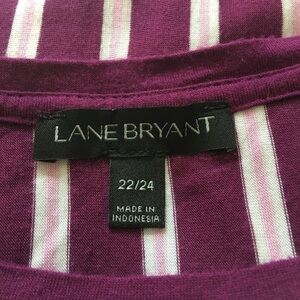 LANE BRYANT
22/24
MADE IN
INDONESIA